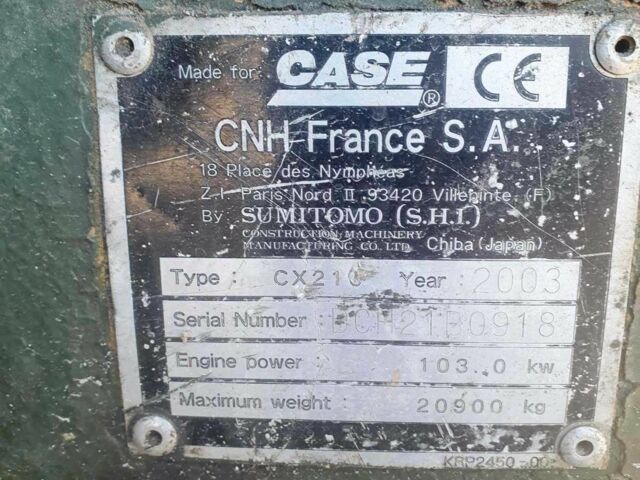 Made for: CASE ® CE
CNH France S.A.
18 Place des Nymphéas
Z.I. Paris Nord II 93420 Villepinte (F)
By SUMITOMO (S.H.I.)
CONSTRUCTION MACHINERY
MANUFACTURING CO. LTD. Chiba (Japan)
Type : CX210 Year : 2003
Serial Number :
Engine power : 103.0 kw
Maximum weight : 20900 kg
KRP2450-00